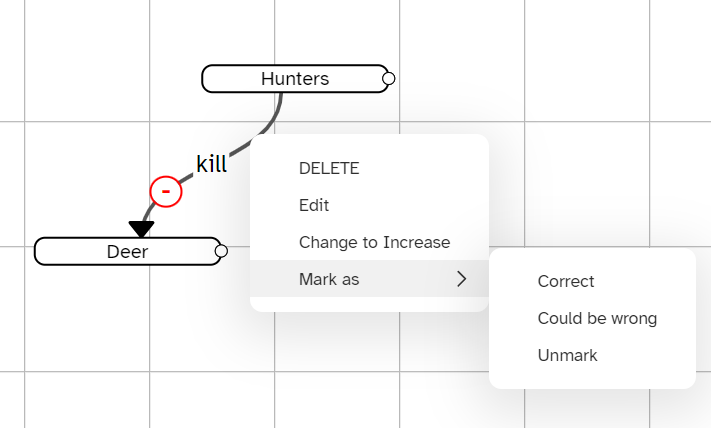 Hunters
kill
-
Deer
DELETE
Edit
Change to Increase
Mark as
Correct
Could be wrong
Unmark